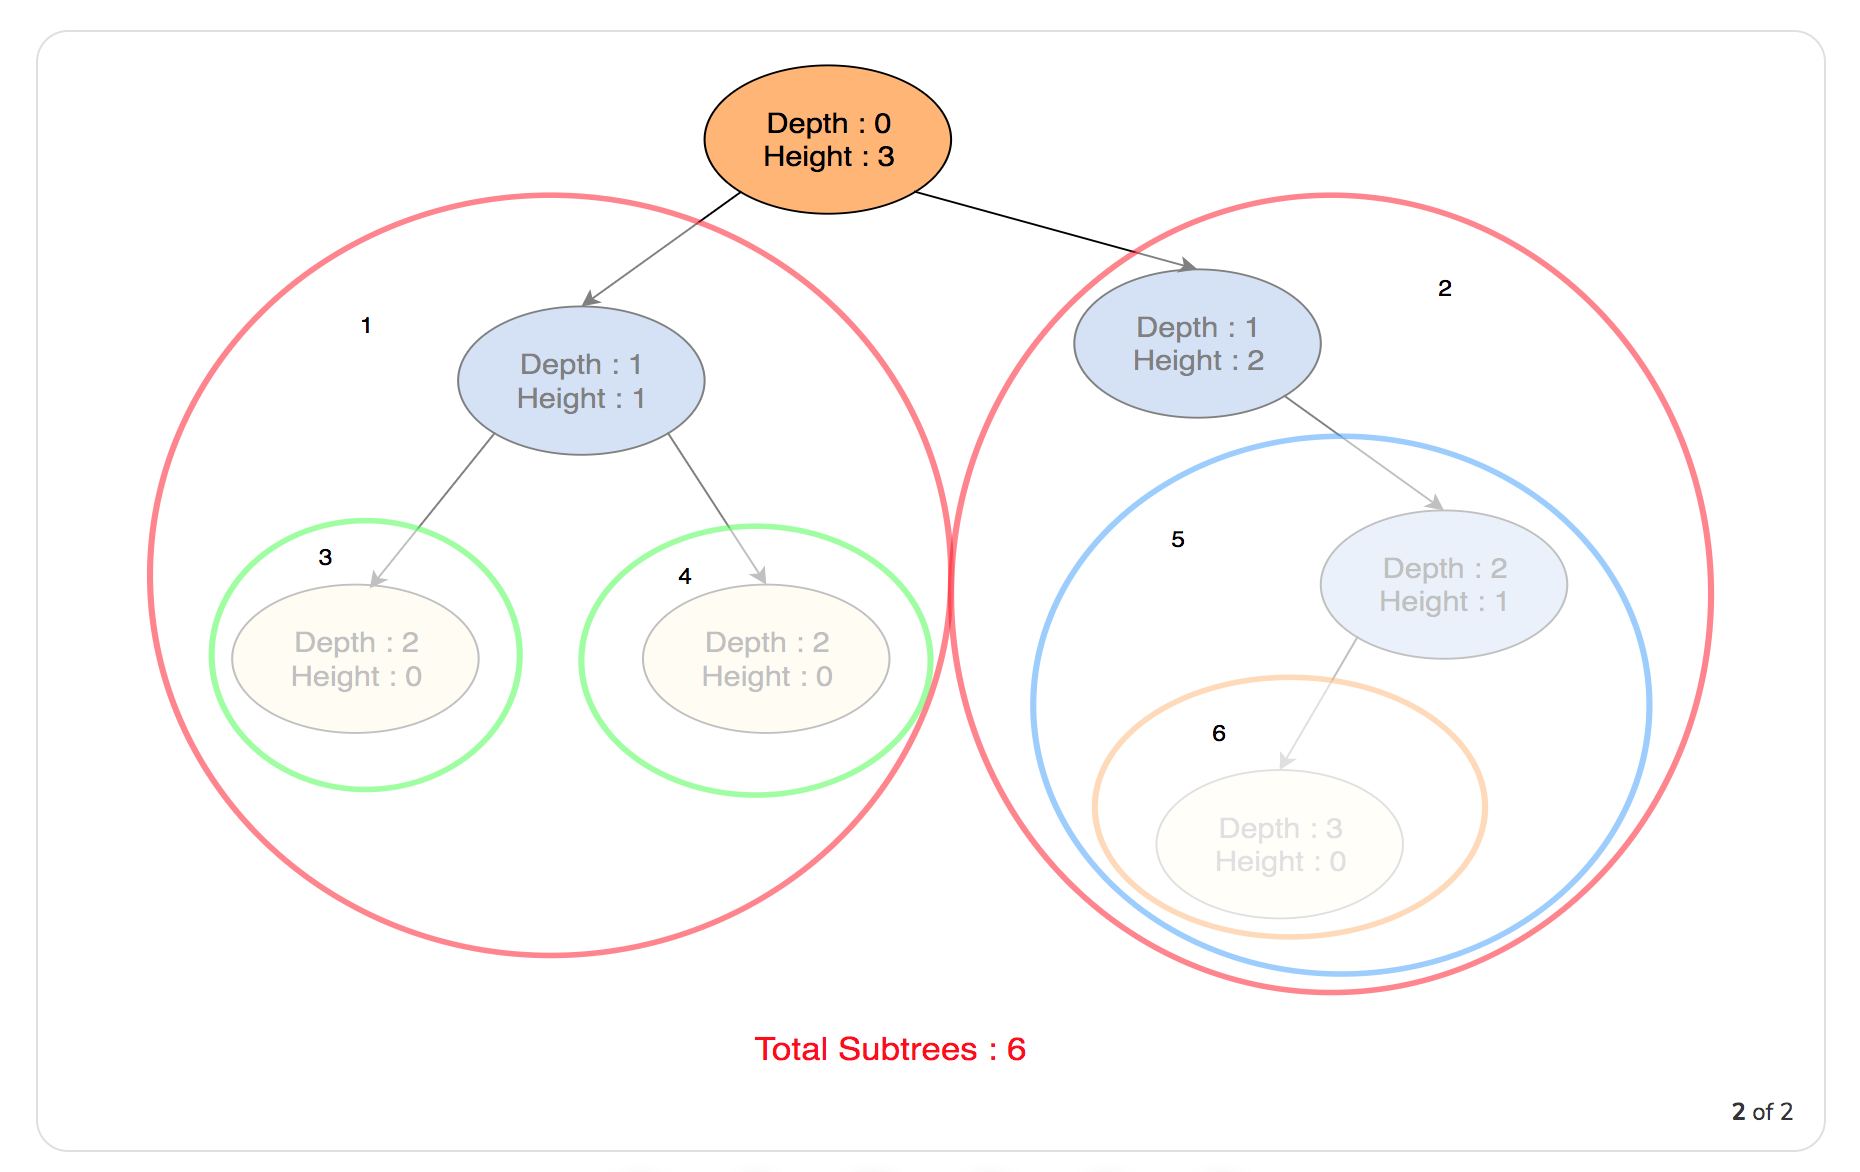 Depth : 0
Height : 3
1
2
Depth : 1
Height : 1
Depth : 1
Height : 2
3
4
5
Depth : 2
Height : 0
Depth : 2
Height : 0
Depth : 2
Height : 1
6
Depth : 3
Height : 0
Total Subtrees : 6
2 of 2